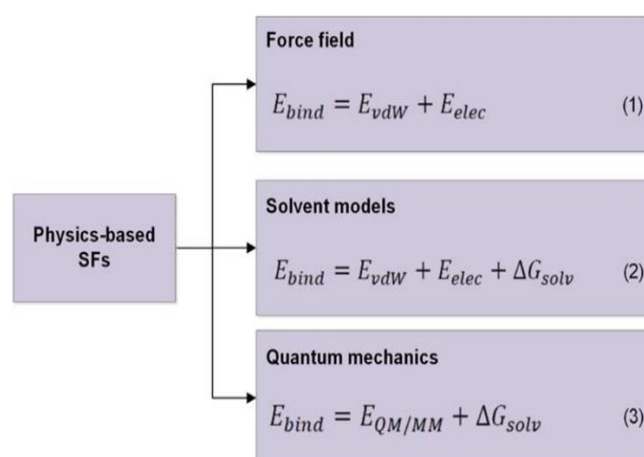 Force field
E_bind = E_vdW + E_elec (1)
Physics-based
SFs
Solvent models
E_bind = E_vdW + E_elec + ΔG_solv (2)
Quantum mechanics
E_bind = E_QM/MM + ΔG_solv (3)